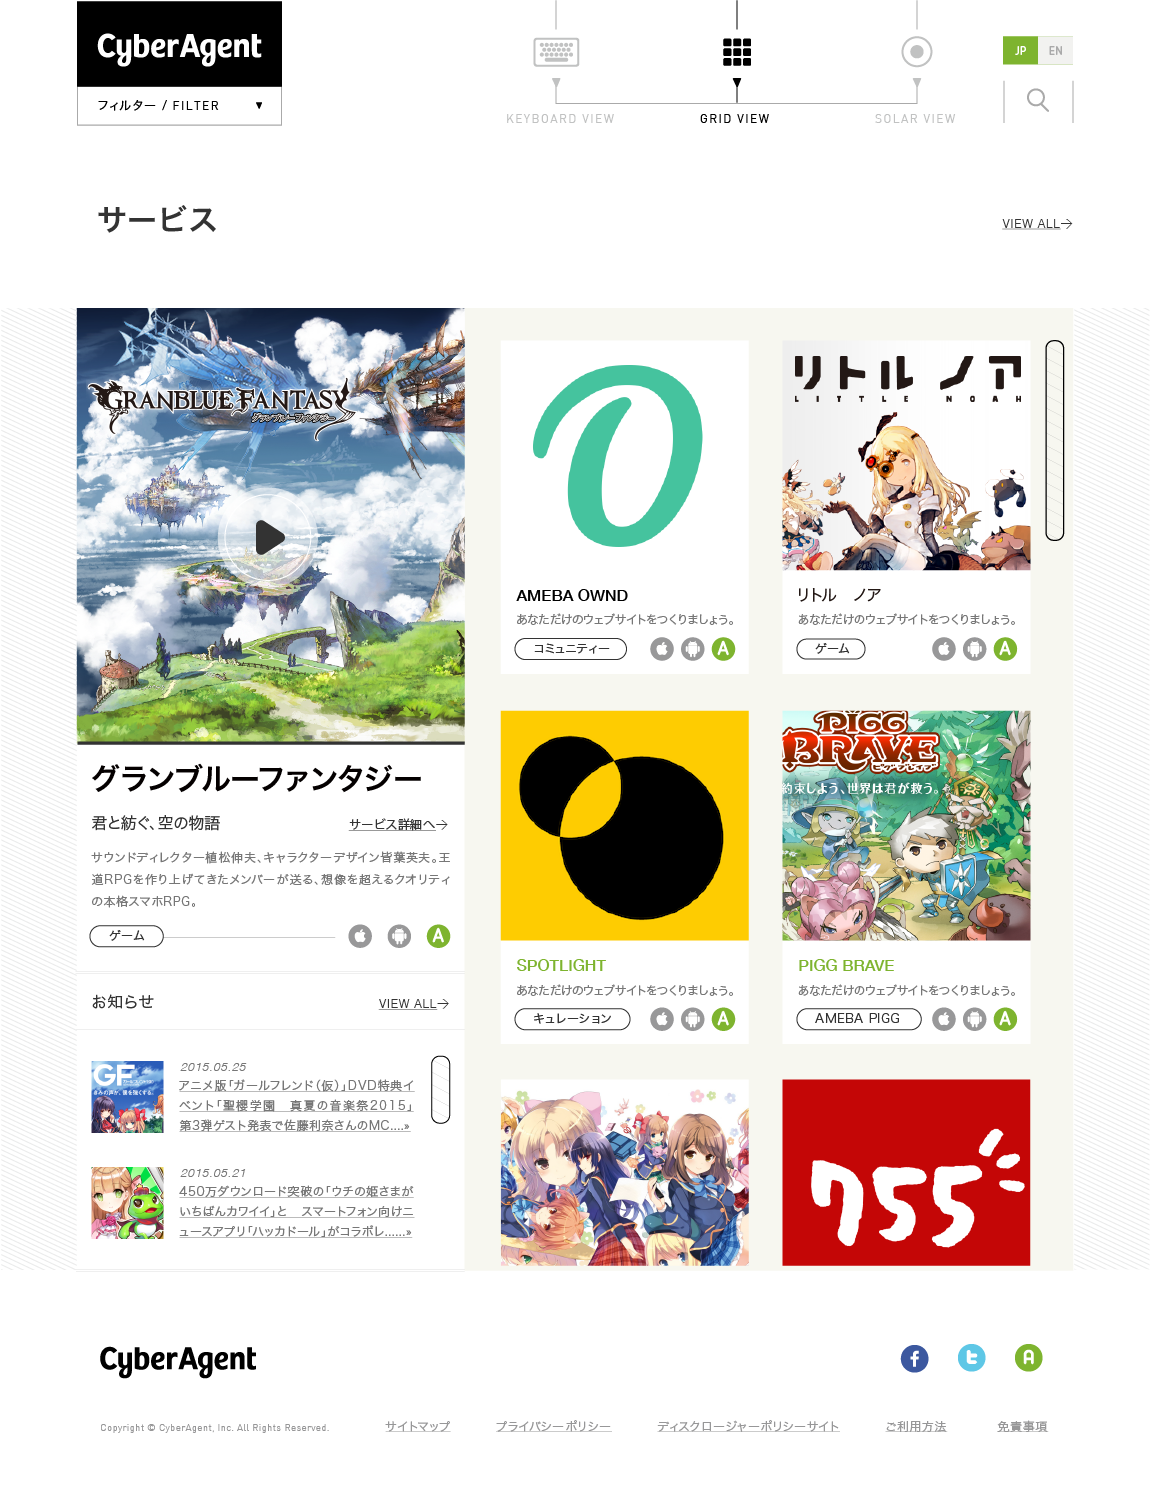 CyberAgent
フィルター / FILTER
KEYBOARD VIEW
GRID VIEW
SOLAR VIEW
JP
EN
サービス
VIEW ALL
GRANBLUE FANTASY
グランブルーファンタジー
グランブルーファンタジー
君と紡ぐ、空の物語
サービス詳細へ
サウンドディレクター植松伸夫、キャラクターデザイン皆葉英夫。王
道RPGを作り上げてきたメンバーが送る、想像を超えるクオリティ
の本格スマホRPG。
ゲーム
お知らせ
VIEW ALL
GF
2015.05.25
アニメ版「ガールフレンド(仮)」DVD特典イ
ベント「聖櫻学園　真夏の音楽祭2015」
第3弾ゲスト発表で佐藤利奈さんのMC....»
2015.05.21
450万ダウンロード突破の「ウチの姫さまが
いちばんカワイイ」と　スマートフォン向けニ
ュースアプリ「ハッカドール」がコラボレ......»
AMEBA OWND
あなただけのウェブサイトをつくりましょう。
コミュニティー
リトル ノア
LITTLE NOAH
リトル　ノア
あなただけのウェブサイトをつくりましょう。
ゲーム
SPOTLIGHT
あなただけのウェブサイトをつくりましょう。
キュレーション
PIGG
BRAVE
約束しよう、世界は君が救う。
PIGG BRAVE
あなただけのウェブサイトをつくりましょう。
AMEBA PIGG
755
CyberAgent
Copyright © CyberAgent, Inc. All Rights Reserved.
サイトマップ
プライバシーポリシー
ディスクロージャーポリシーサイト
ご利用方法
免責事項